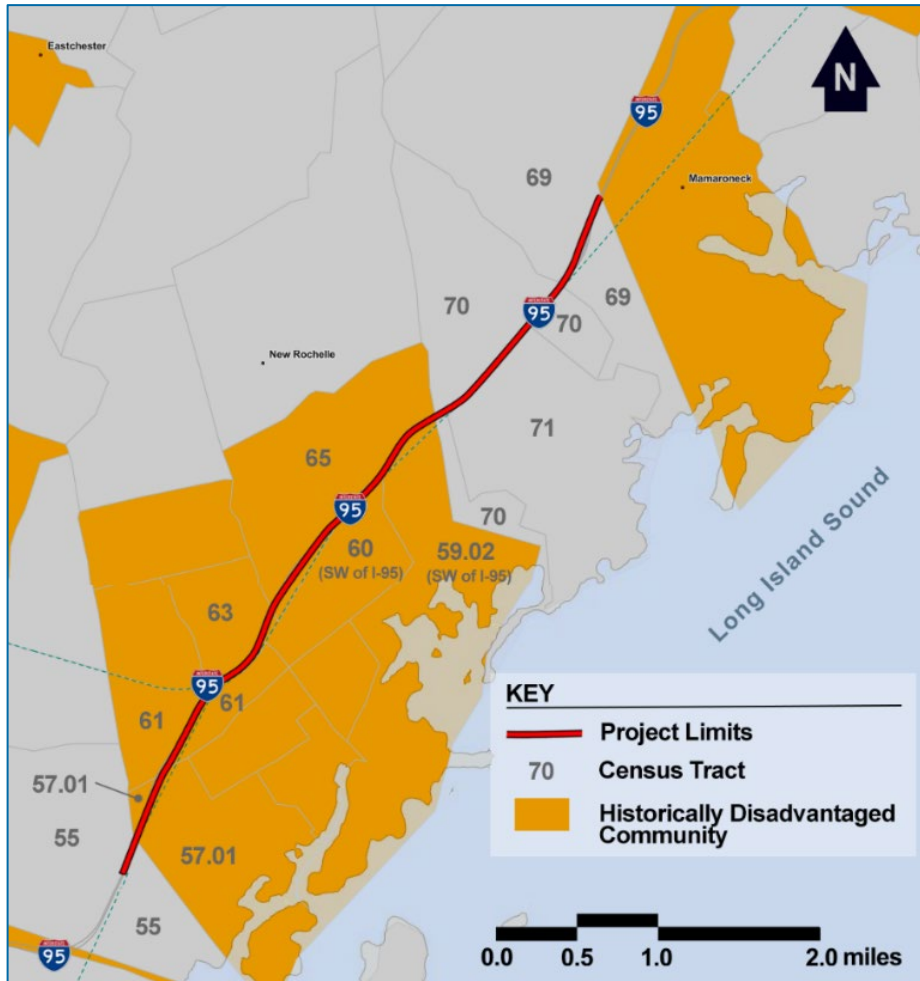 Eastchester
N
95
Mamaroneck
69
69
70
95
70
New Rochelle
71
65
95
70
60
(SW of I-95)
59.02
(SW of I-95)
63
Long Island Sound
95
61
61
57.01
55
57.01
55
95
KEY
Project Limits
70 Census Tract
Historically Disadvantaged
Community
0.0 0.5 1.0 2.0 miles